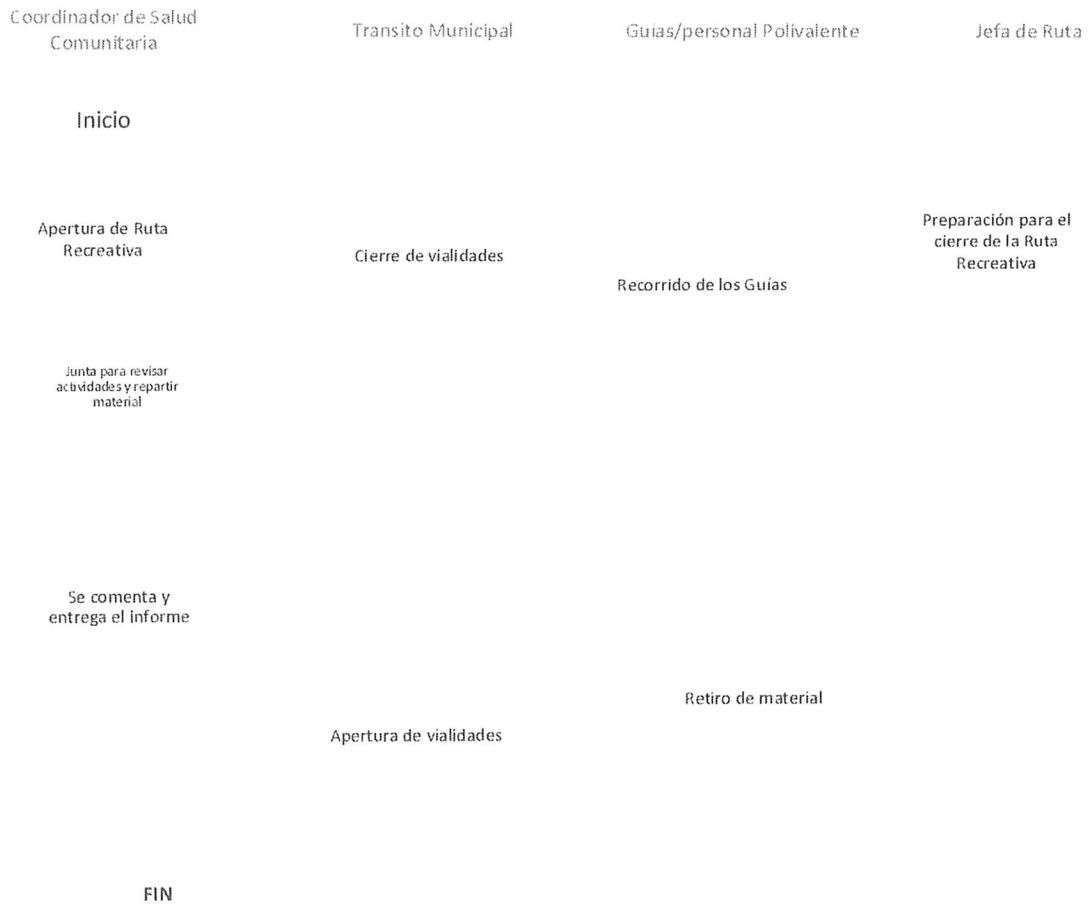 Coordinador de Salud
Comunitaria
Transito Municipal
Guias/personal Polivalente
Jefa de Ruta
Inicio
Apertura de Ruta
Recreativa
Cierre de vialidades
Recorrido de los Guías
Preparación para el
cierre de la Ruta
Recreativa
Junta para revisar
actividades y repartir
material
Se comenta y
entrega el informe
Retiro de material
Apertura de vialidades
FIN